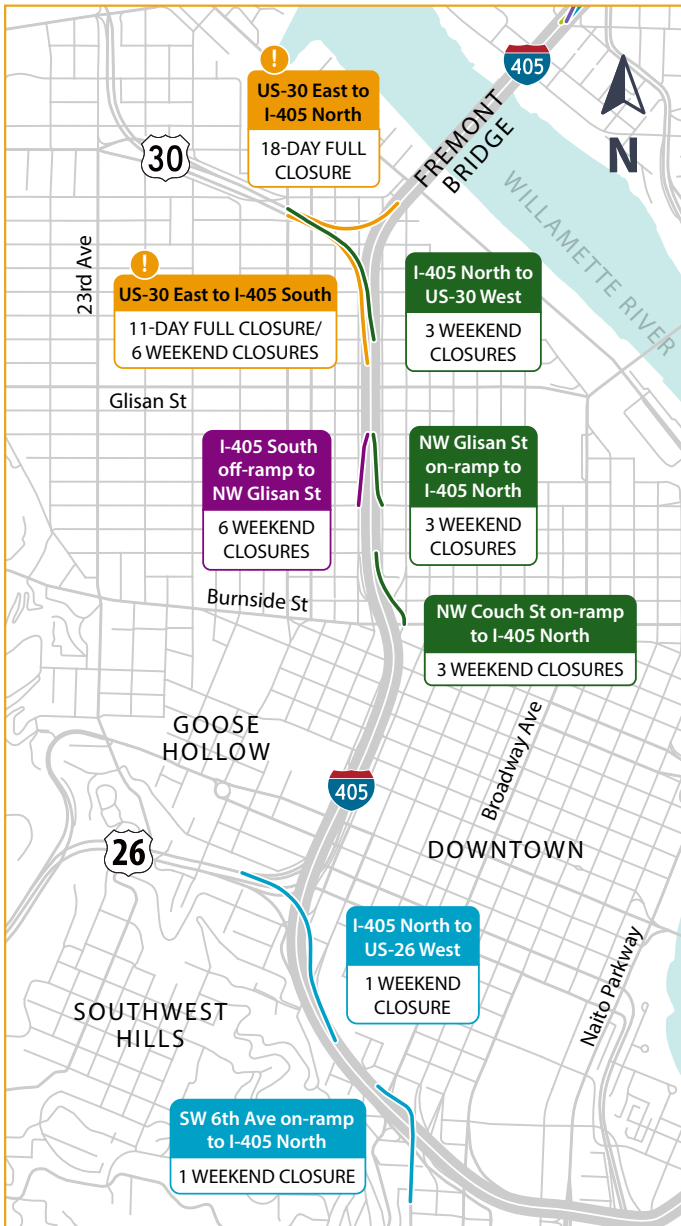 !
US-30 East to
I-405 North
18-DAY FULL
CLOSURE
405
N
FREMONT
BRIDGE
30
WILLAMETTE RIVER
23rd Ave
!
US-30 East to I-405 South
11-DAY FULL CLOSURE/
6 WEEKEND CLOSURES
I-405 North to
US-30 West
3 WEEKEND
CLOSURES
Glisan St
I-405 South
off-ramp to
NW Glisan St
6 WEEKEND
CLOSURES
NW Glisan St
on-ramp to
I-405 North
3 WEEKEND
CLOSURES
Burnside St
NW Couch St on-ramp
to I-405 North
3 WEEKEND CLOSURES
GOOSE
HOLLOW
Broadway Ave
405
26
DOWNTOWN
I-405 North to
US-26 West
1 WEEKEND
CLOSURE
Naito Parkway
SOUTHWEST
HILLS
SW 6th Ave on-ramp
to I-405 North
1 WEEKEND CLOSURE